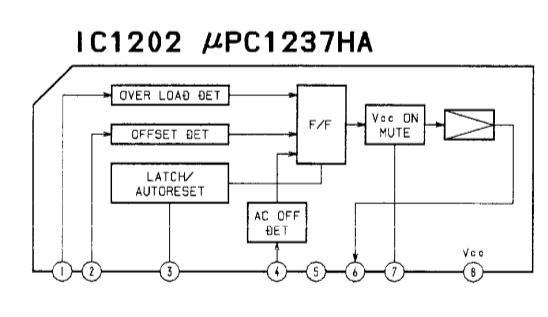 IC1202 μPC1237HA
OVER LOAD DET
OFFSET DET
F/F
Vcc ON
MUTE
LATCH/
AUTORESET
AC OFF
DET
Vcc
1 2 3 4 5 6 7 8